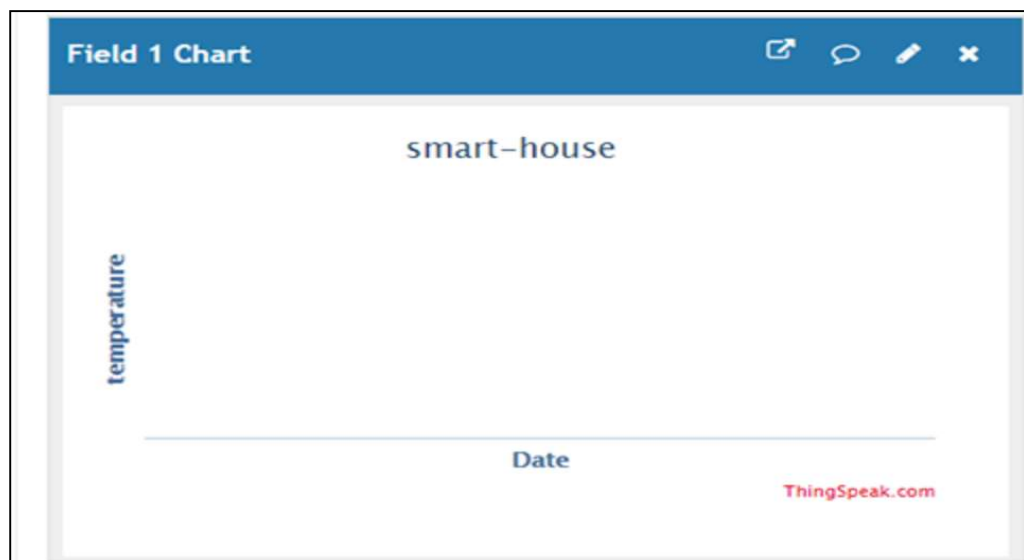 Field 1 Chart
smart-house
temperature
Date
ThingSpeak.com